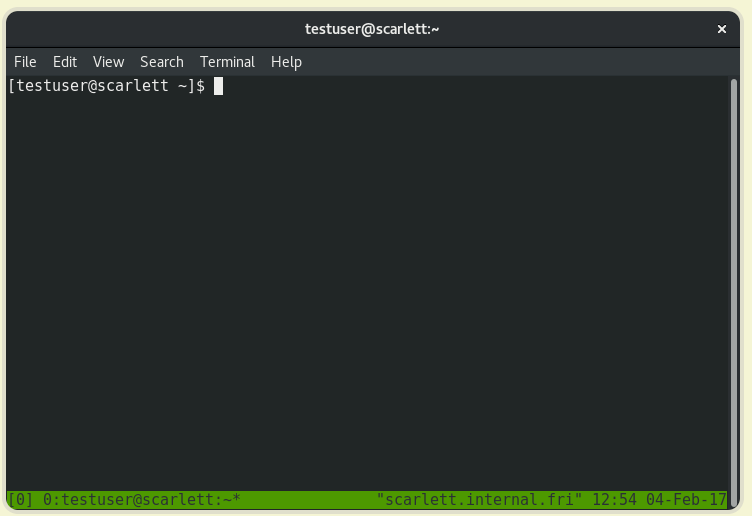 testuser@scarlett:~ ×
File Edit View Search Terminal Help
[testuser@scarlett ~]$
[0] 0:testuser@scarlett:~* "scarlett.internal.fri" 12:54 04-Feb-17